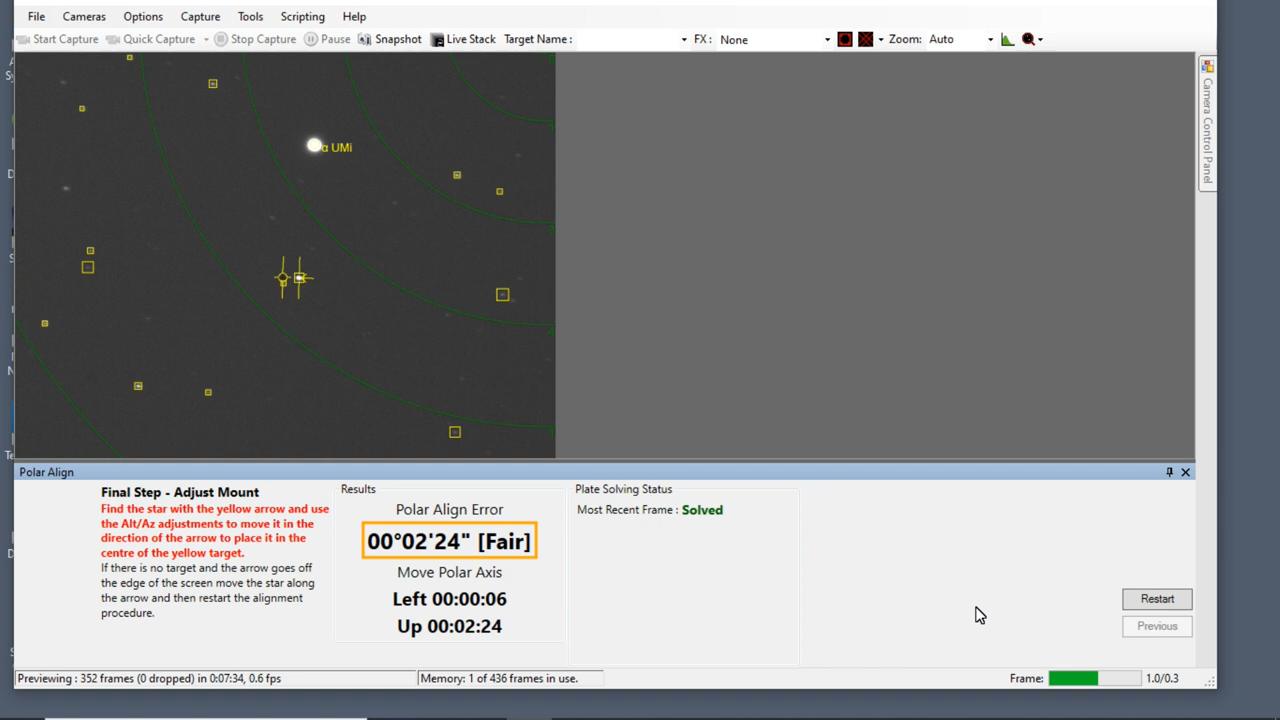 File Cameras Options Capture Tools Scripting Help
Start Capture Quick Capture Stop Capture Pause Snapshot Live Stack Target Name : FX : None Zoom: Auto
Camera Control Panel
α UMi
Polar Align
Final Step - Adjust Mount
Find the star with the yellow arrow and use
the Alt/Az adjustments to move it in the
direction of the arrow to place it in the
centre of the yellow target.
If there is no target and the arrow goes off
the edge of the screen move the star along
the arrow and then restart the alignment
procedure.
Results
Polar Align Error
00°02'24" [Fair]
Move Polar Axis
Left 00:00:06
Up 00:02:24
Plate Solving Status
Most Recent Frame : Solved
Restart
Previous
Previewing : 352 frames (0 dropped) in 0:07:34, 0.6 fps
Memory: 1 of 436 frames in use.
Frame: 1.0/0.3